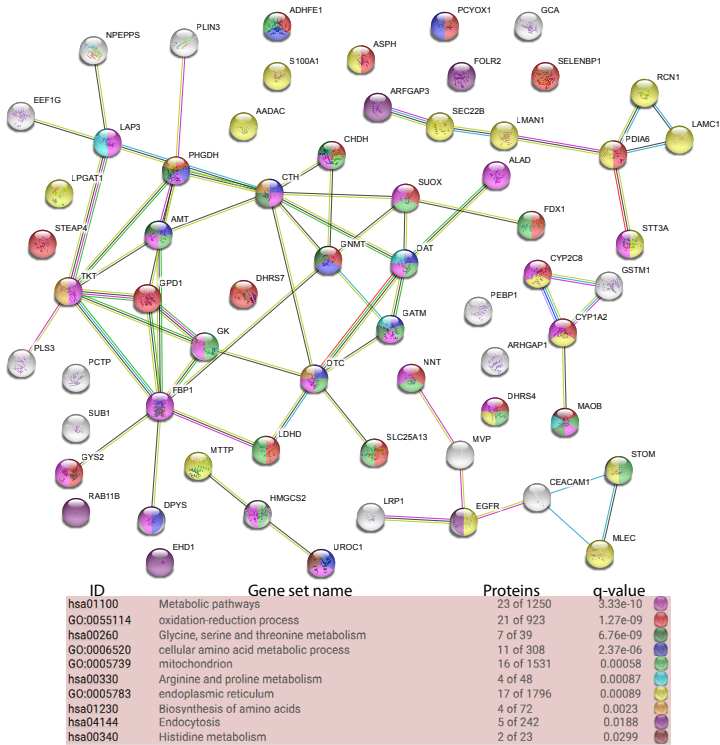 ADHFE1
PCYOX1
GCA
NPEPPS
PLIN3
ASPH
S100A1
FOLR2
SELENBP1
RCN1
ARFGAP3
EEF1G
SEC22B
LMAN1
LAMC1
AADAC
LAP3
CHDH
PDIA6
PHGDH
ALAD
CTH
LPGAT1
SUOX
AMT
FDX1
STEAP4
STT3A
GNMT
OAT
CYP2C8
GSTM1
TKT
GPD1
DHRS7
PEBP1
GATM
CYP1A2
GK
PLS3
ARHGAP1
PCTP
OTC
NNT
FBP1
DHRS4
MAOB
SUB1
LDHD
SLC25A13
MVP
GYS2
MTTP
STOM
CEACAM1
RAB11B
DPYS
HMGCS2
LRP1
EGFR
EHD1
UROC1
MLEC
ID Gene set name Proteins q-value
hsa01100 Metabolic pathways 23 of 1250 3.33e-10
GO:0055114 oxidation-reduction process 21 of 923 1.27e-09
hsa00260 Glycine, serine and threonine metabolism 7 of 39 6.76e-09
GO:0006520 cellular amino acid metabolic process 11 of 308 2.37e-06
GO:0005739 mitochondrion 16 of 1531 0.00058
hsa00330 Arginine and proline metabolism 4 of 48 0.00087
GO:0005783 endoplasmic reticulum 17 of 1796 0.00089
hsa01230 Biosynthesis of amino acids 4 of 72 0.0023
hsa04144 Endocytosis 5 of 242 0.0188
hsa00340 Histidine metabolism 2 of 23 0.0299